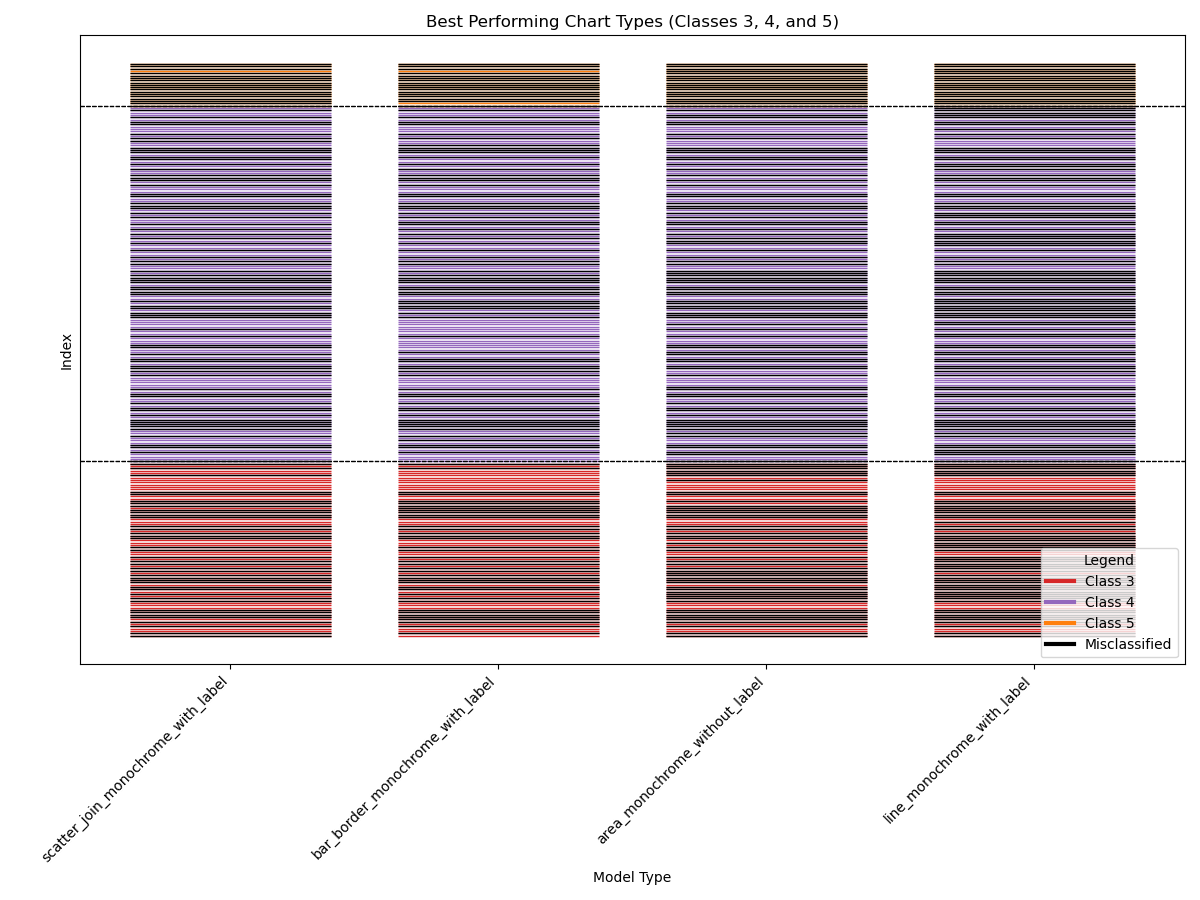 Best Performing Chart Types (Classes 3, 4, and 5)
Index
Legend
Class 3
Class 4
Class 5
Misclassified
scatter_join_monochrome_with_label
bar_border_monochrome_with_label
area_monochrome_without_label
line_monochrome_with_label
Model Type